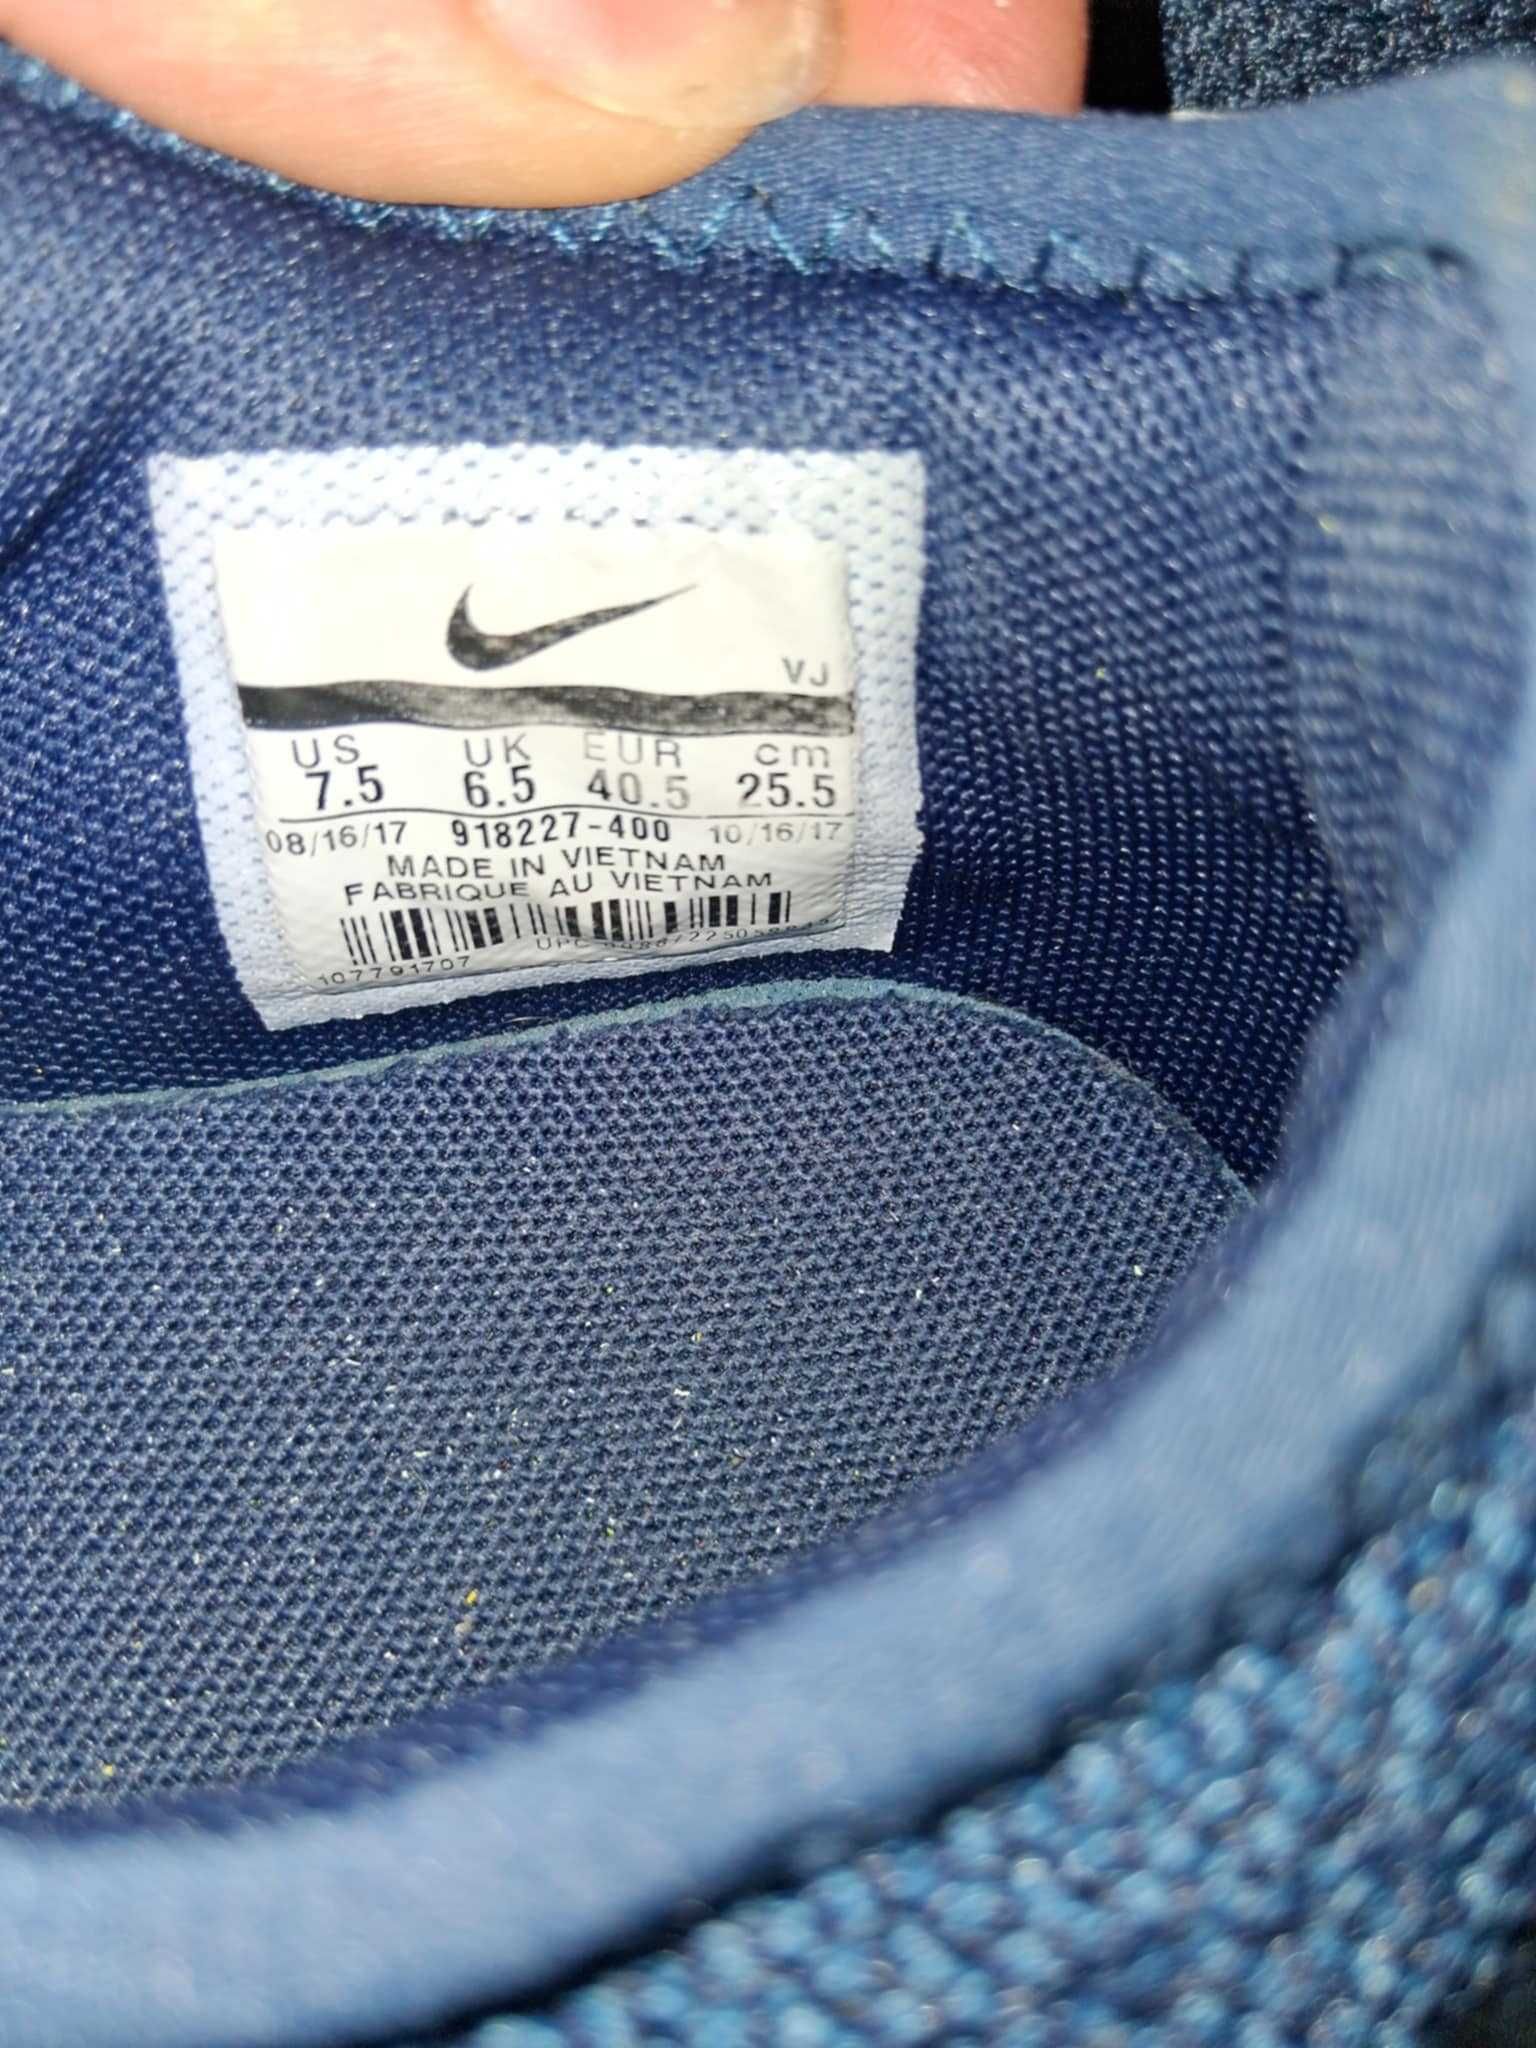 VJ
US UK EUR cm
7.5 6.5 40.5 25.5
08/16/17 918227-400 10/16/17
MADE IN VIETNAM
FABRIQUE AU VIETNAM
UPC
107791707